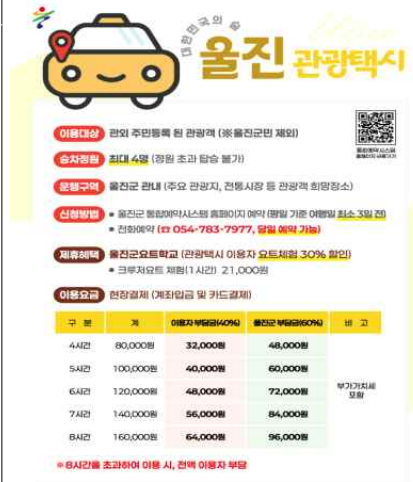 대한민국의 숨
울진 관광택시
이용대상 관외 주민등록 된 관광객 (※울진군민 제외)
통합예약시스템
승차정원 최대 4명 (정원 초과 탑승 불가)
운행구역 울진군 관내 (주요 관광지, 전통시장 등 관광객 희망장소)
신청방법 • 울진군 통합예약시스템 홈페이지 예약 (평일 기준 여행일 최소 3일 전)
• 전화예약 (☎ 054-783-7977, 당일 예약 가능)
제휴혜택 울진군요트학교 (관광택시 이용자 요트체험 30% 할인)
• 크루저요트 체험(1시간) 21,000원
이용요금 현장결제 (계좌입금 및 카드결제)
구 분 계 이용자 부담금(40%) 울진군 부담금(60%) 비 고
4시간 80,000원 32,000원 48,000원
5시간 100,000원 40,000원 60,000원
6시간 120,000원 48,000원 72,000원 부가가치세 포함
7시간 140,000원 56,000원 84,000원
8시간 160,000원 64,000원 96,000원
※8시간을 초과하여 이용 시, 전액 이용자 부담